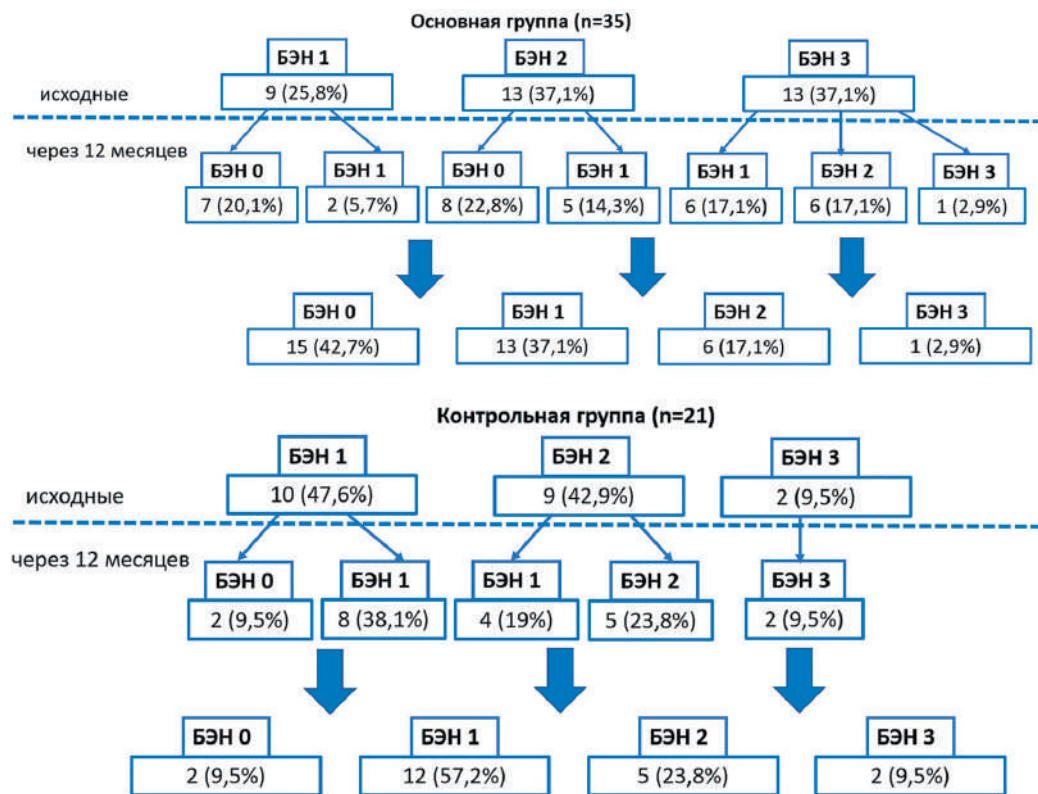 Основная группа (n=35)
БЭН 1 БЭН 2 БЭН 3
исходные 9 (25,8%) 13 (37,1%) 13 (37,1%)
через 12 месяцев
БЭН 0 БЭН 1 БЭН 0 БЭН 1 БЭН 1 БЭН 2 БЭН 3
7 (20,1%) 2 (5,7%) 8 (22,8%) 5 (14,3%) 6 (17,1%) 6 (17,1%) 1 (2,9%)
БЭН 0 БЭН 1 БЭН 2 БЭН 3
15 (42,7%) 13 (37,1%) 6 (17,1%) 1 (2,9%)
Контрольная группа (n=21)
БЭН 1 БЭН 2 БЭН 3
исходные 10 (47,6%) 9 (42,9%) 2 (9,5%)
через 12 месяцев
БЭН 0 БЭН 1 БЭН 1 БЭН 2 БЭН 3
2 (9,5%) 8 (38,1%) 4 (19%) 5 (23,8%) 2 (9,5%)
БЭН 0 БЭН 1 БЭН 2 БЭН 3
2 (9,5%) 12 (57,2%) 5 (23,8%) 2 (9,5%)